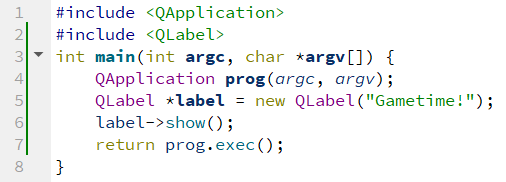 1 #include <QApplication>
2 #include <QLabel>
3 int main(int argc, char *argv[]) {
4     QApplication prog(argc, argv);
5     QLabel *label = new QLabel("Gametime!");
6     label->show();
7     return prog.exec();
8 }